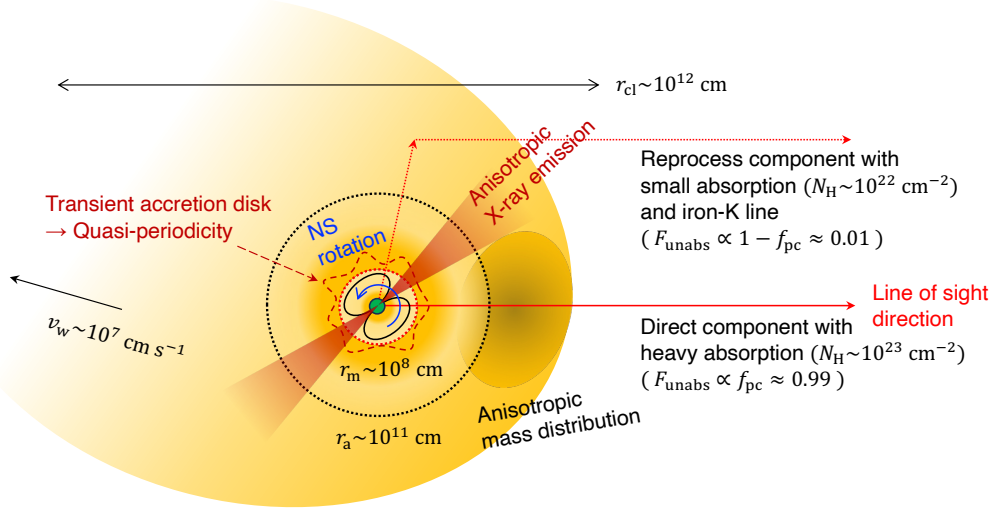 r_cl~10^12 cm
Anisotropic
X-ray emission
Reprocess component with
small absorption (N_H~10^22 cm^−2)
and iron-K line
( F_unabs ∝ 1 − f_pc ≈ 0.01 )
Transient accretion disk
→ Quasi-periodicity
NS
rotation
Line of sight
direction
v_w~10^7 cm s^−1
Direct component with
heavy absorption (N_H~10^23 cm^−2)
( F_unabs ∝ f_pc ≈ 0.99 )
r_m~10^8 cm
Anisotropic
mass distribution
r_a~10^11 cm